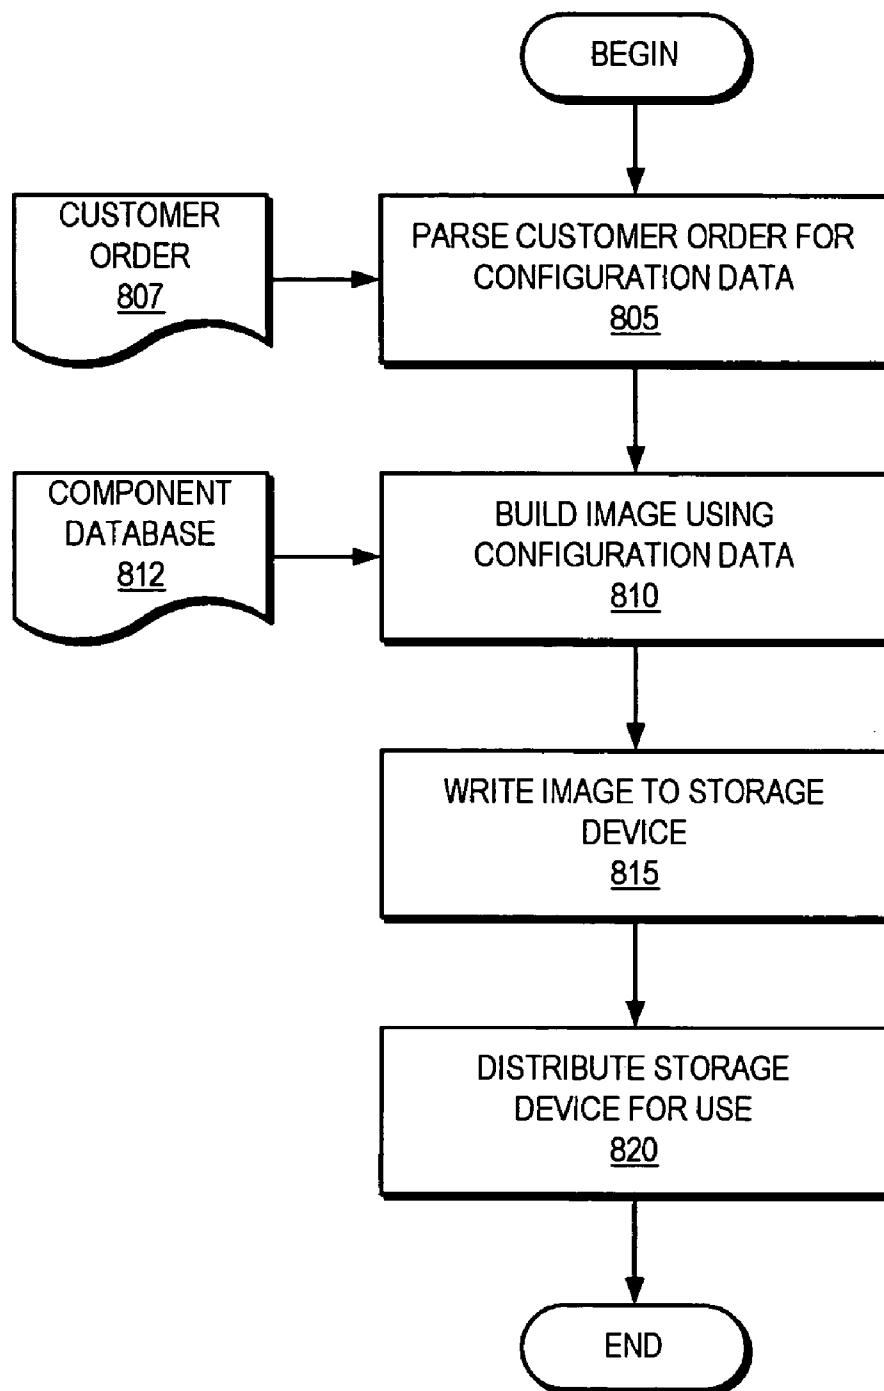 BEGIN
CUSTOMER
ORDER
807
PARSE CUSTOMER ORDER FOR
CONFIGURATION DATA
805
COMPONENT
DATABASE
812
BUILD IMAGE USING
CONFIGURATION DATA
810
WRITE IMAGE TO STORAGE
DEVICE
815
DISTRIBUTE STORAGE
DEVICE FOR USE
820
END